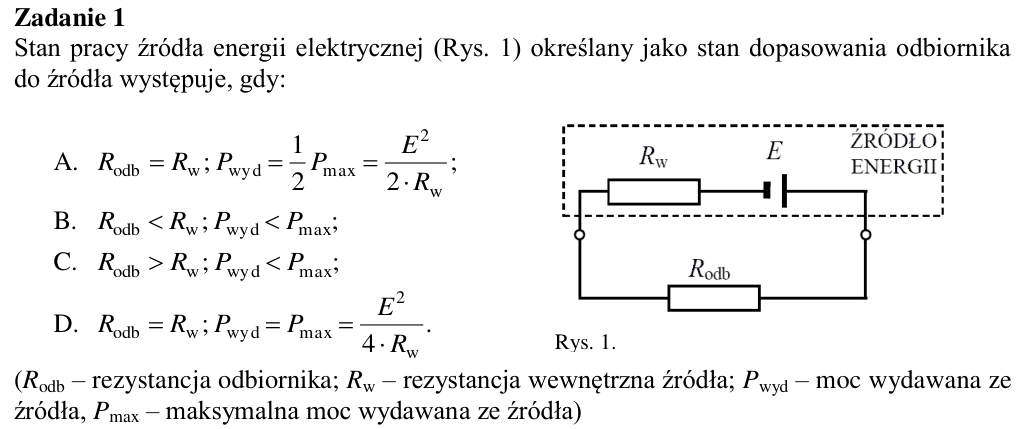 Zadanie 1
Stan pracy źródła energii elektrycznej (Rys. 1) określany jako stan dopasowania odbiornika
do źródła występuje, gdy:
A. R_odb = R_w; P_wyd = 1/2 P_max = E²/(2·R_w);
B. R_odb < R_w; P_wyd < P_max;
C. R_odb > R_w; P_wyd < P_max;
D. R_odb = R_w; P_wyd = P_max = E²/(4·R_w).
ŹRÓDŁO
ENERGII
R_w
E
R_odb
Rys. 1.
(R_odb – rezystancja odbiornika; R_w – rezystancja wewnętrzna źródła; P_wyd – moc wydawana ze
źródła, P_max – maksymalna moc wydawana ze źródła)